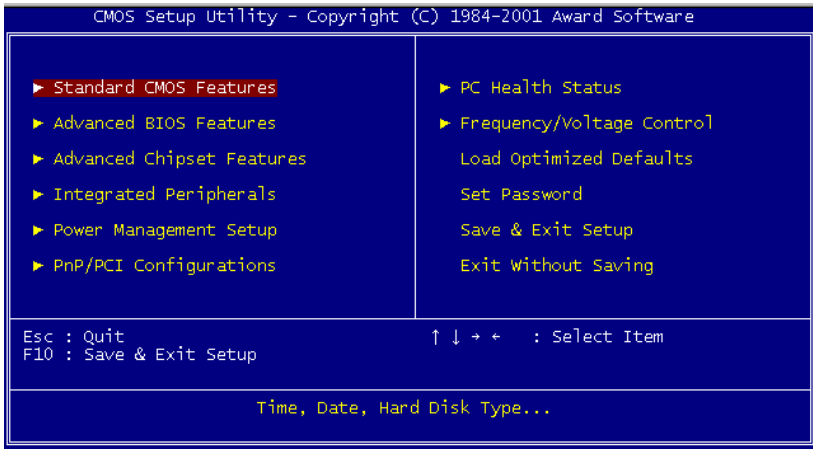 CMOS Setup Utility - Copyright (C) 1984-2001 Award Software
► Standard CMOS Features
► Advanced BIOS Features
► Advanced Chipset Features
► Integrated Peripherals
► Power Management Setup
► PnP/PCI Configurations
► PC Health Status
► Frequency/Voltage Control
Load Optimized Defaults
Set Password
Save & Exit Setup
Exit Without Saving
Esc : Quit
F10 : Save & Exit Setup
↑ ↓ → ← : Select Item
Time, Date, Hard Disk Type...